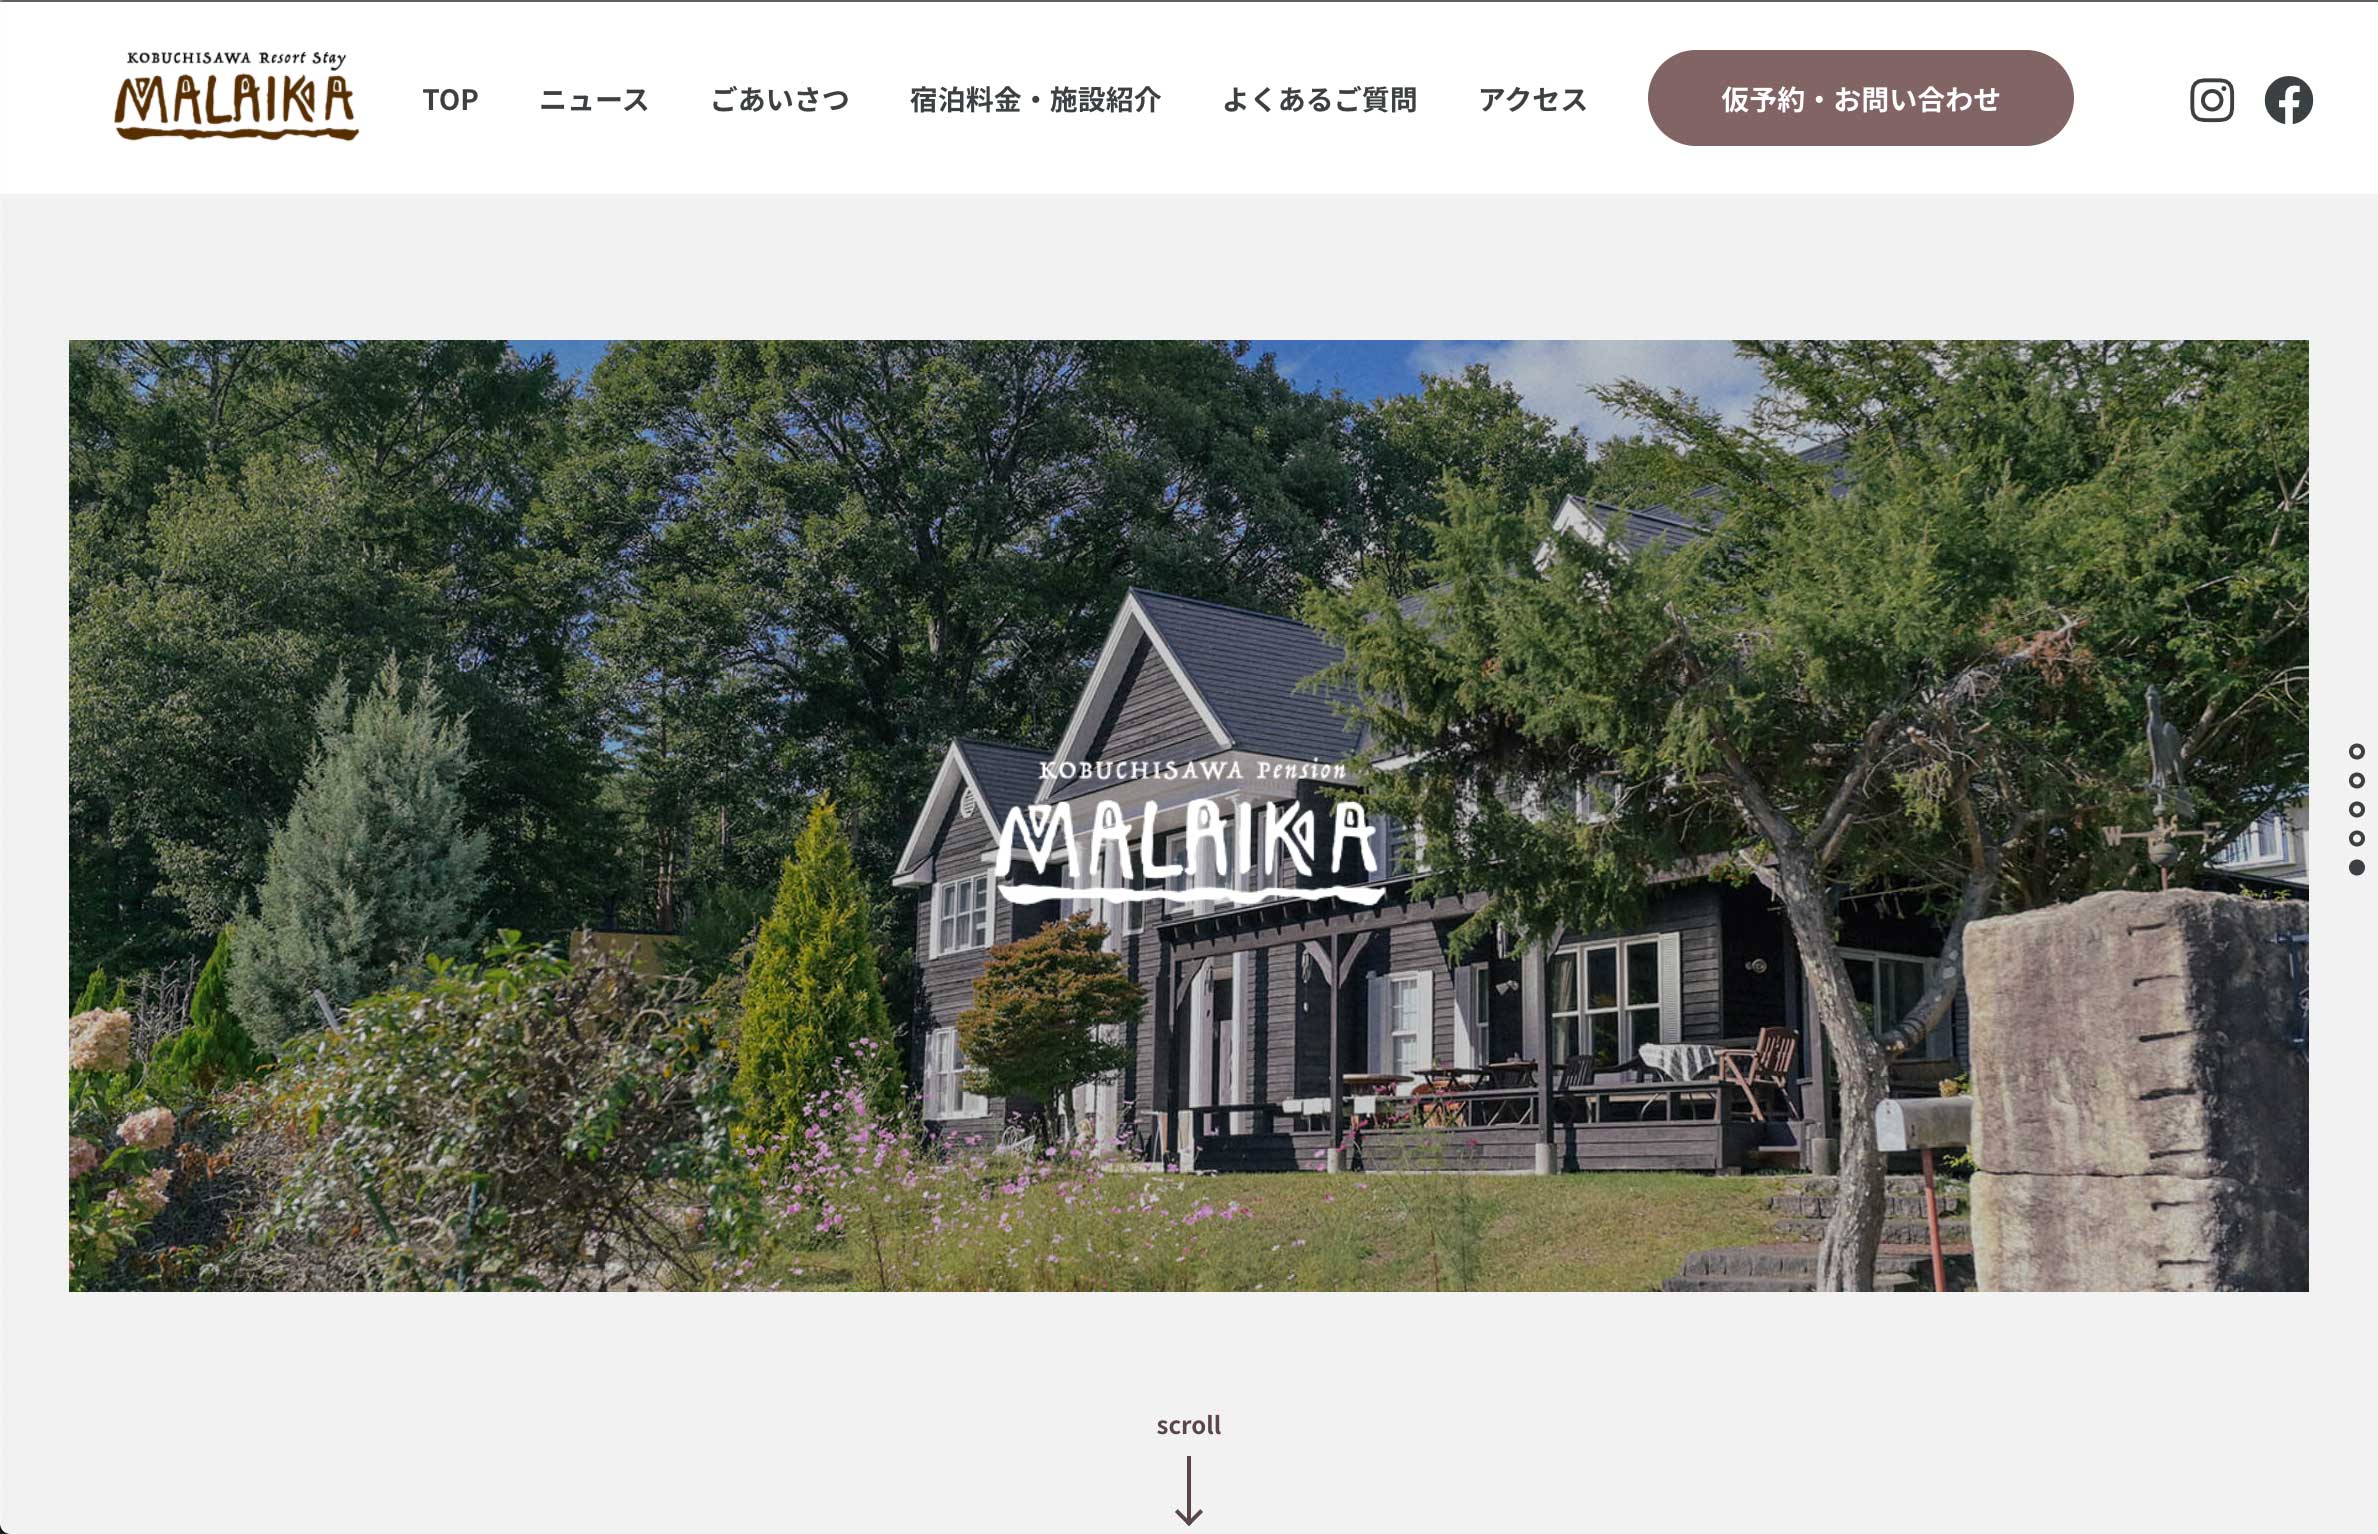 KOBUCHISAWA Resort Stay
MALAIKA
TOP
ニュース
ごあいさつ
宿泊料金・施設紹介
よくあるご質問
アクセス
仮予約・お問い合わせ
KOBUCHISAWA Pension
MALAIKA
W
E
scroll